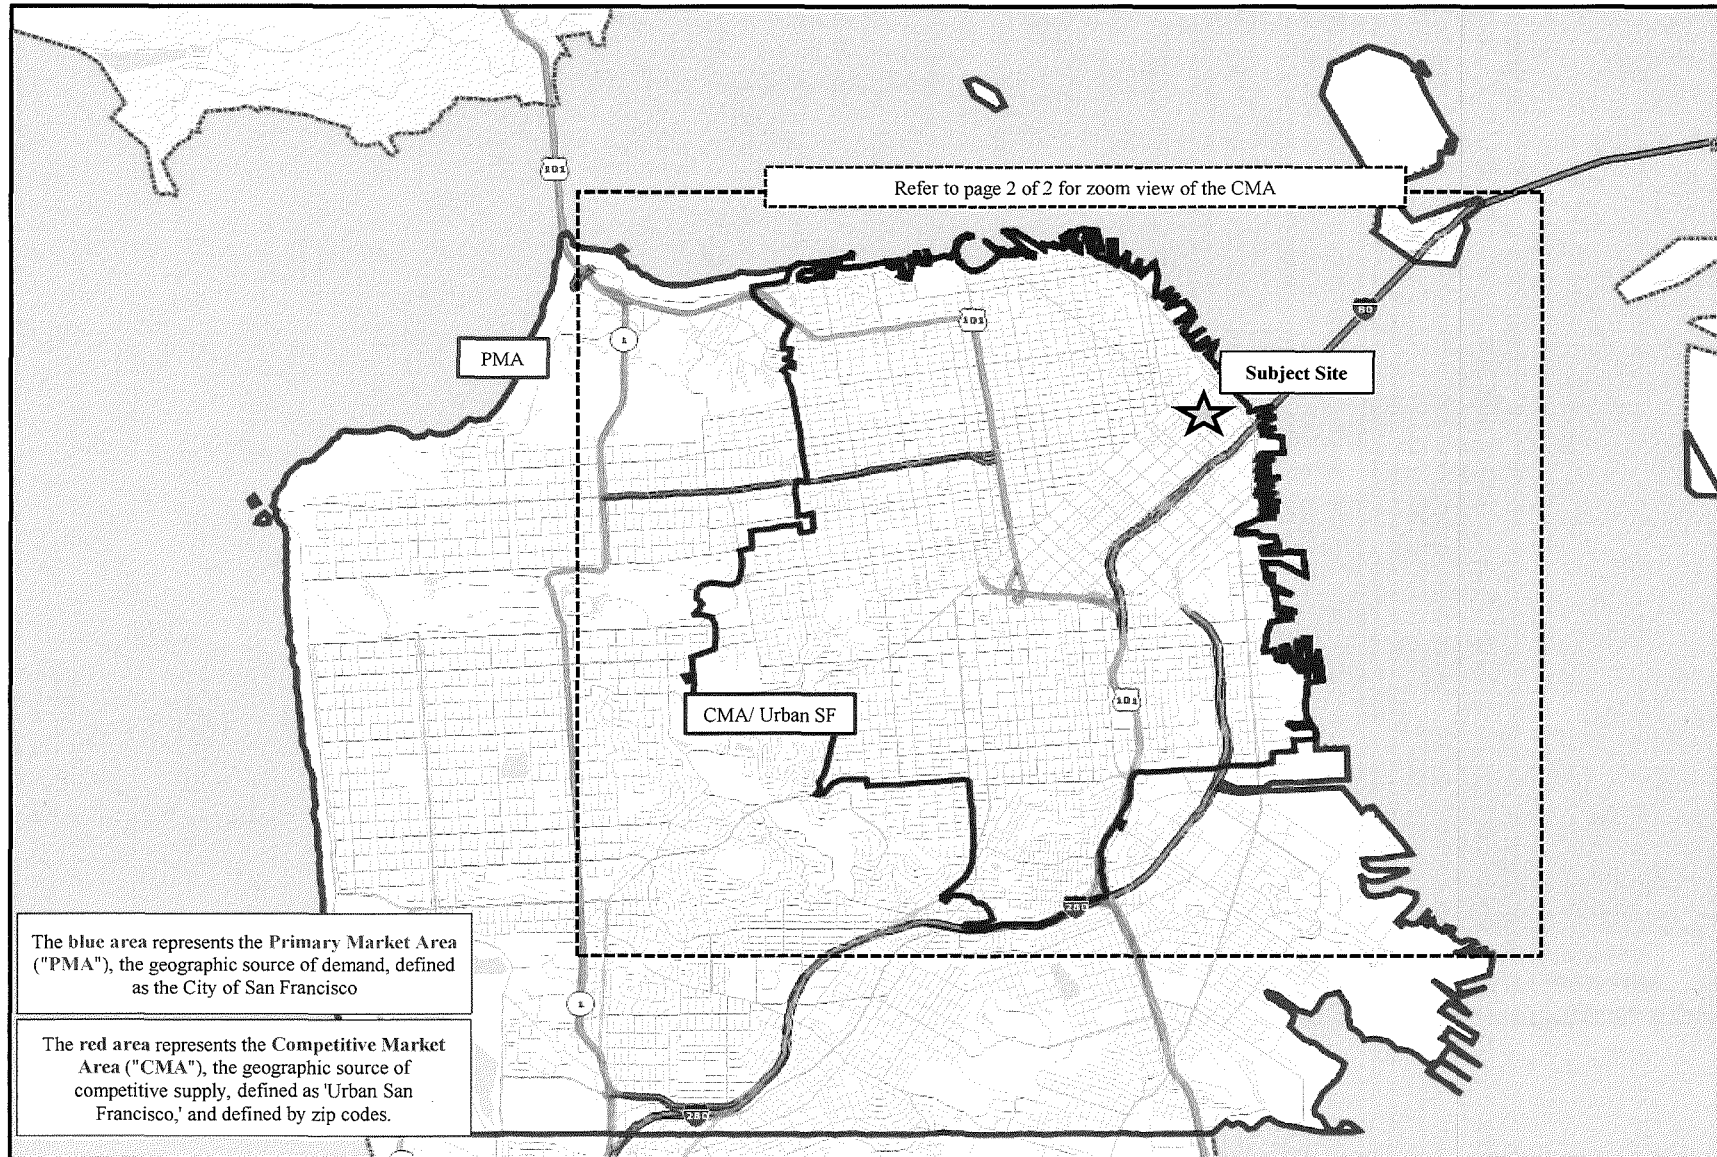 101
Refer to page 2 of 2 for zoom view of the CMA
80
101
1
PMA
Subject Site
101
CMA/ Urban SF
280
The blue area represents the Primary Market Area
("PMA"), the geographic source of demand, defined
as the City of San Francisco
1
The red area represents the Competitive Market
Area ("CMA"), the geographic source of
competitive supply, defined as 'Urban San
Francisco,' and defined by zip codes.
280